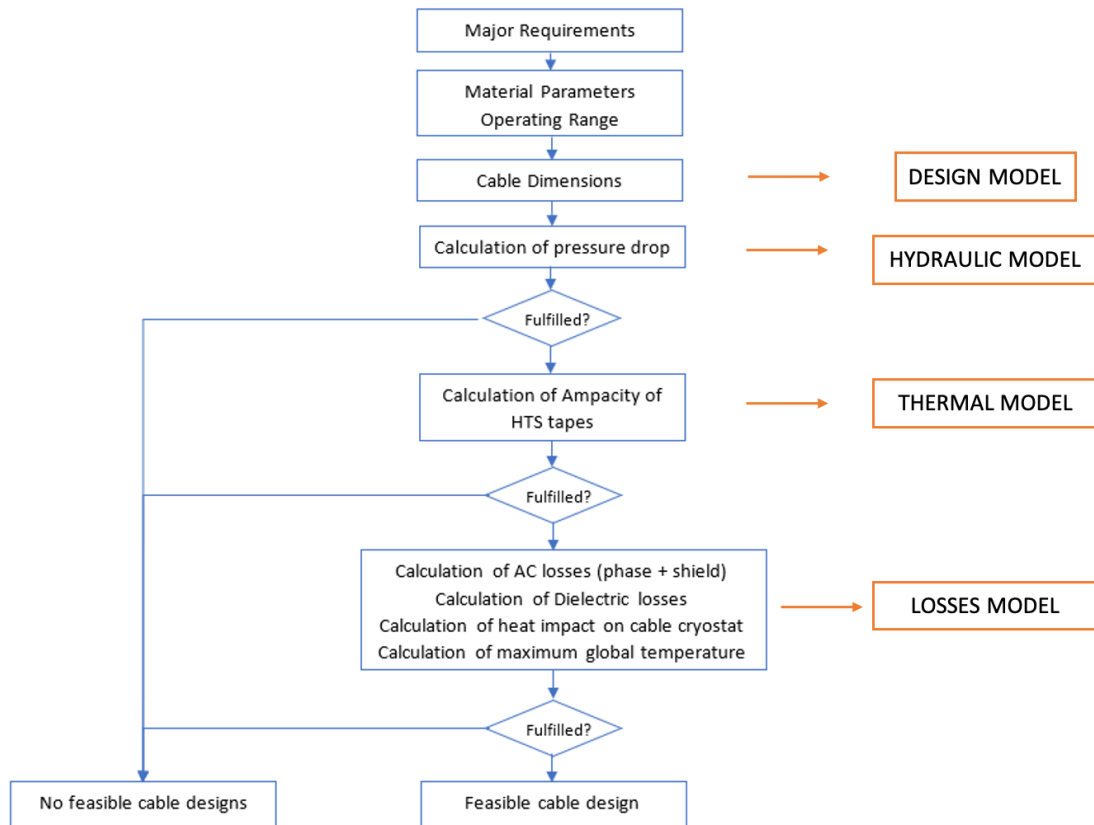 Major Requirements
Material Parameters
Operating Range
Cable Dimensions
DESIGN MODEL
Calculation of pressure drop
HYDRAULIC MODEL
Fulfilled?
Calculation of Ampacity of
HTS tapes
THERMAL MODEL
Fulfilled?
Calculation of AC losses (phase + shield)
Calculation of Dielectric losses
Calculation of heat impact on cable cryostat
Calculation of maximum global temperature
LOSSES MODEL
Fulfilled?
No feasible cable designs
Feasible cable design